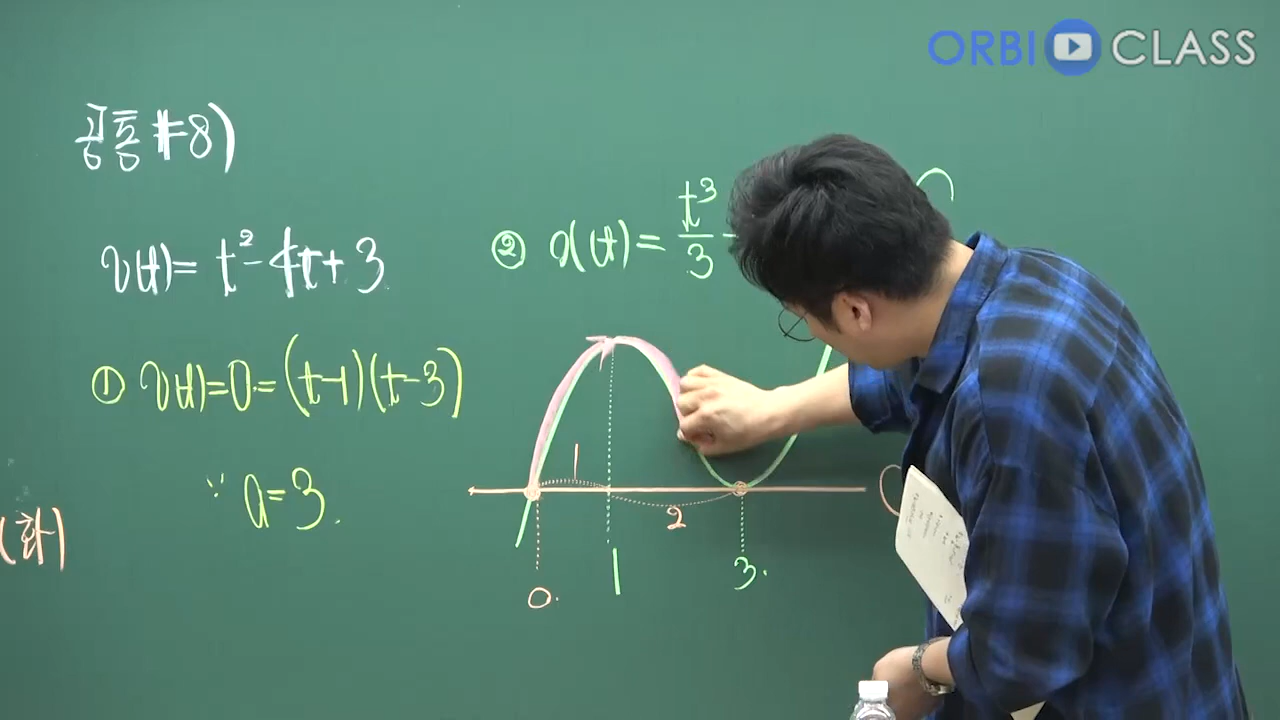 ORBI CLASS
공통 #8)
v(t)= t²-4t+3
① v(t)=0=(t-1)(t-3)
∵ a=3.
(화)
② x(t)= t³/3 -
1
2
0.
1
3.